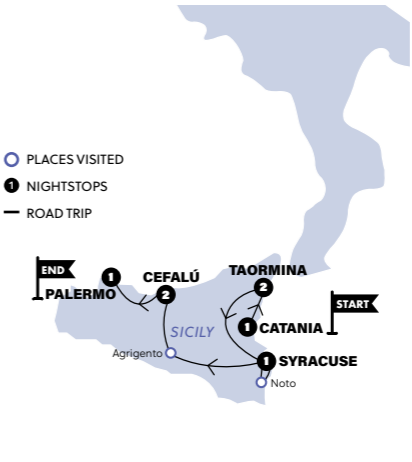 PLACES VISITED
1 NIGHTSTOPS
ROAD TRIP
END
1
PALERMO
CEFALÚ
2
TAORMINA
2
START
SICILY
1 CATANIA
Agrigento
1 SYRACUSE
Noto